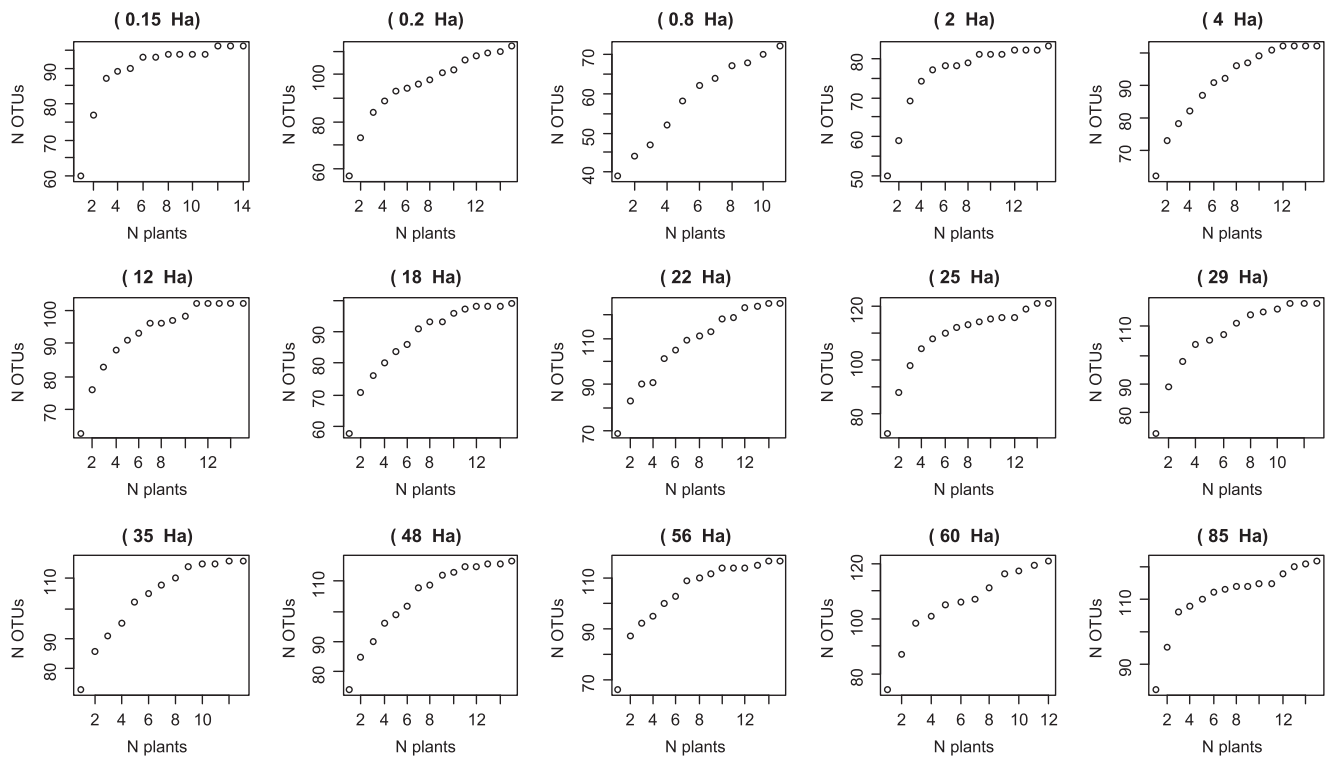 ( 0.15 Ha)
N OTUs
60 70 80 90
2 4 6 8 10 14
N plants
( 0.2 Ha)
N OTUs
60 80 100
2 4 6 8 12
N plants
( 0.8 Ha)
N OTUs
40 50 60 70
2 4 6 8 10
N plants
( 2 Ha)
N OTUs
50 60 70 80
2 4 6 8 12
N plants
( 4 Ha)
N OTUs
70 80 90
2 4 6 8 12
N plants
( 12 Ha)
N OTUs
70 80 90 100
2 4 6 8 12
N plants
( 18 Ha)
N OTUs
60 70 80 90
2 4 6 8 12
N plants
( 22 Ha)
N OTUs
70 90 110
2 4 6 8 12
N plants
( 25 Ha)
N OTUs
80 100 120
2 4 6 8 12
N plants
( 29 Ha)
N OTUs
80 90 110
2 4 6 8 10
N plants
( 35 Ha)
N OTUs
80 90 110
2 4 6 8 10
N plants
( 48 Ha)
N OTUs
80 90 110
2 4 6 8 12
N plants
( 56 Ha)
N OTUs
70 90 110
2 4 6 8 12
N plants
( 60 Ha)
N OTUs
80 100 120
2 4 6 8 10 12
N plants
( 85 Ha)
N OTUs
90 110
2 4 6 8 12
N plants